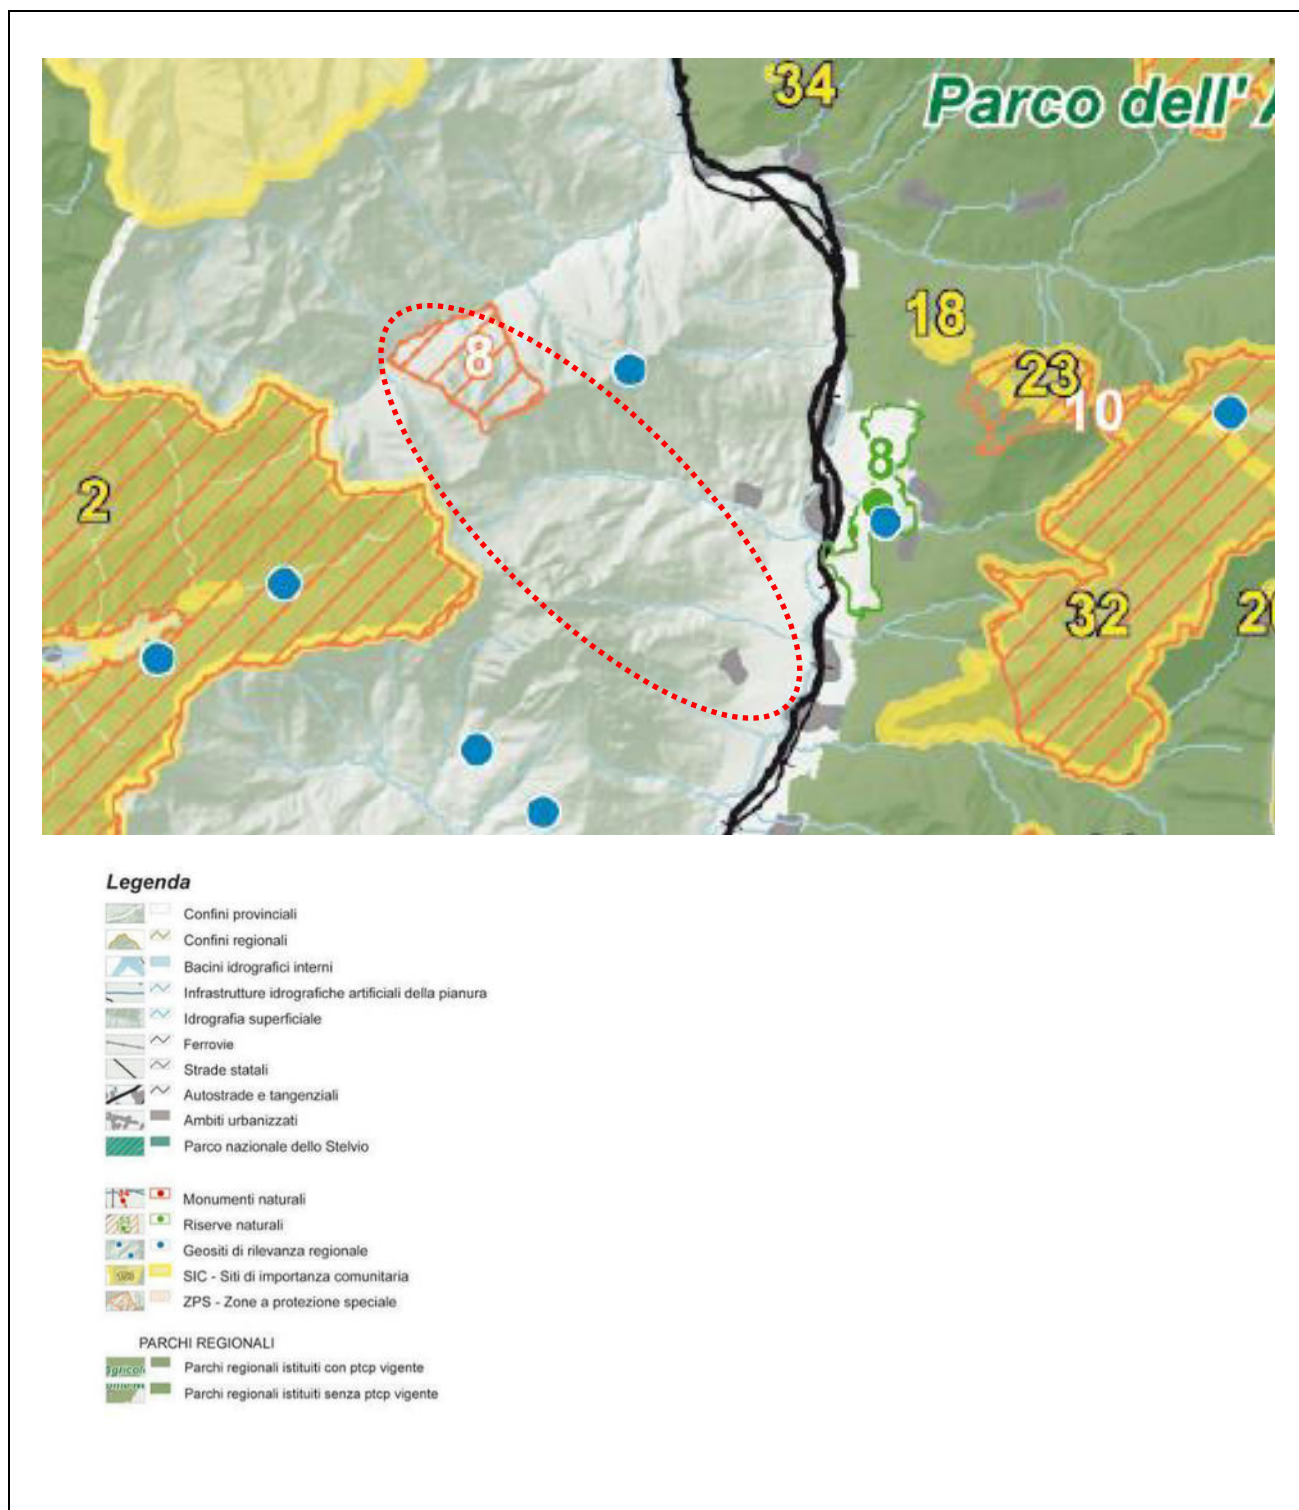 34
Parco dell'
8
18
23
10
2
8
32
Legenda
Confini provinciali
Confini regionali
Bacini idrografici interni
Infrastrutture idrografiche artificiali della pianura
Idrografia superficiale
Ferrovie
Strade statali
Autostrade e tangenziali
Ambiti urbanizzati
Parco nazionale dello Stelvio
Monumenti naturali
Riserve naturali
Geositi di rilevanza regionale
SIC - Siti di importanza comunitaria
ZPS - Zone a protezione speciale
PARCHI REGIONALI
Parchi regionali istituiti con ptcp vigente
Parchi regionali istituiti senza ptcp vigente